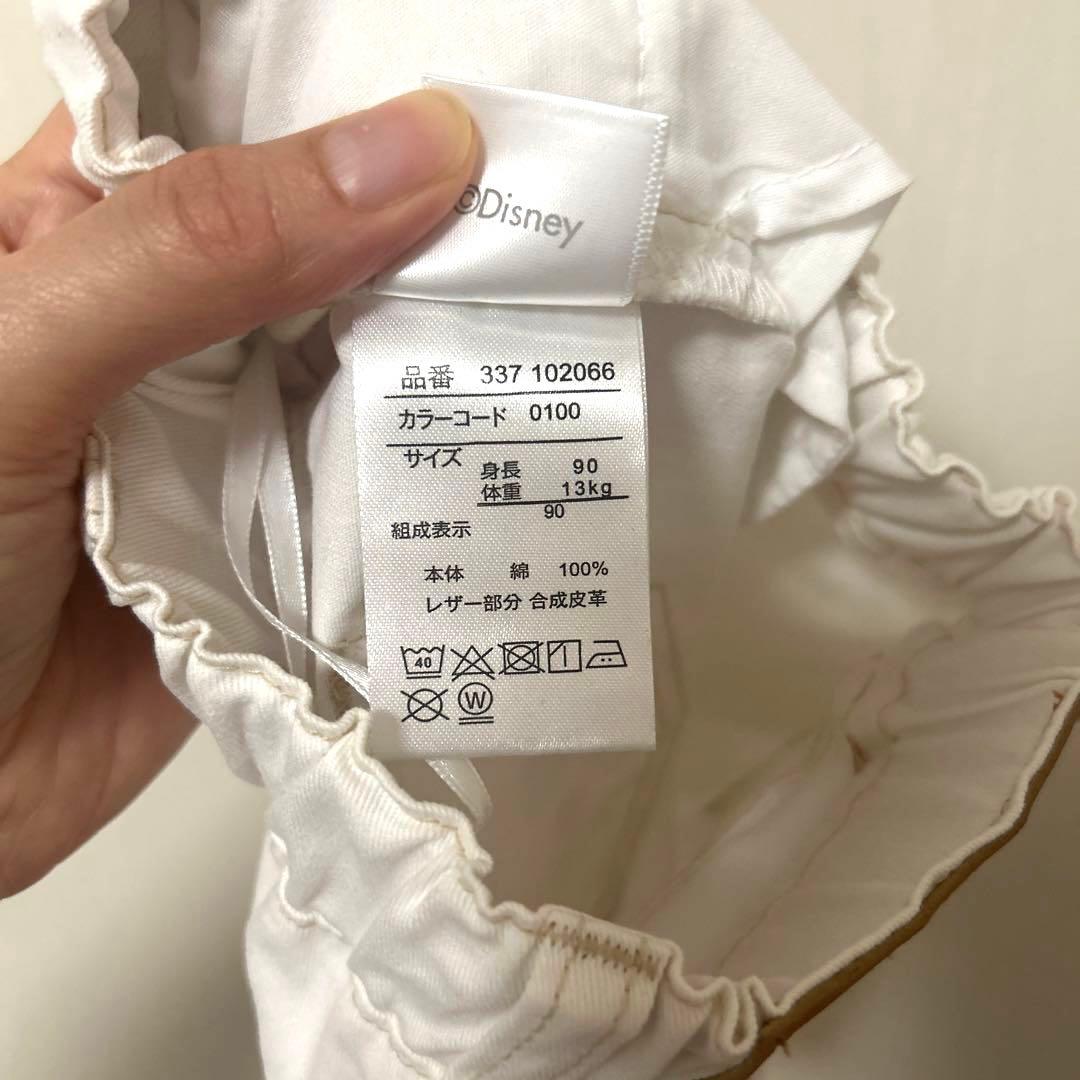 ©Disney
品番 337 102066
カラーコード 0100
サイズ
身長 90
体重 13kg
90
組成表示
本体 綿 100%
レザー部分 合成皮革
40
W